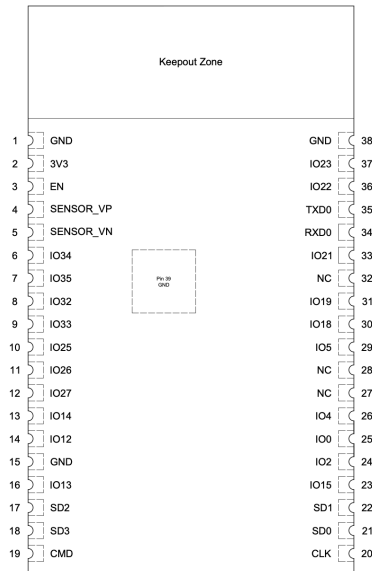 Keepout Zone
1 GND GND 38
2 3V3 IO23 37
3 EN IO22 36
4 SENSOR_VP TXD0 35
5 SENSOR_VN RXD0 34
6 IO34 IO21 33
7 IO35 Pin 39 NC 32
GND
8 IO32 IO19 31
9 IO33 IO18 30
10 IO25 IO5 29
11 IO26 NC 28
12 IO27 NC 27
13 IO14 IO4 26
14 IO12 IO0 25
15 GND IO2 24
16 IO13 IO15 23
17 SD2 SD1 22
18 SD3 SD0 21
19 CMD CLK 20